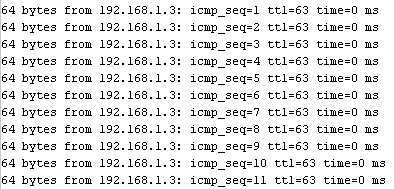 64 bytes from 192.168.1.3: icmp_seq=1 ttl=63 time=0 ms
64 bytes from 192.168.1.3: icmp_seq=2 ttl=63 time=0 ms
64 bytes from 192.168.1.3: icmp_seq=3 ttl=63 time=0 ms
64 bytes from 192.168.1.3: icmp_seq=4 ttl=63 time=0 ms
64 bytes from 192.168.1.3: icmp_seq=5 ttl=63 time=0 ms
64 bytes from 192.168.1.3: icmp_seq=6 ttl=63 time=0 ms
64 bytes from 192.168.1.3: icmp_seq=7 ttl=63 time=0 ms
64 bytes from 192.168.1.3: icmp_seq=8 ttl=63 time=0 ms
64 bytes from 192.168.1.3: icmp_seq=9 ttl=63 time=0 ms
64 bytes from 192.168.1.3: icmp_seq=10 ttl=63 time=0 ms
64 bytes from 192.168.1.3: icmp_seq=11 ttl=63 time=0 ms